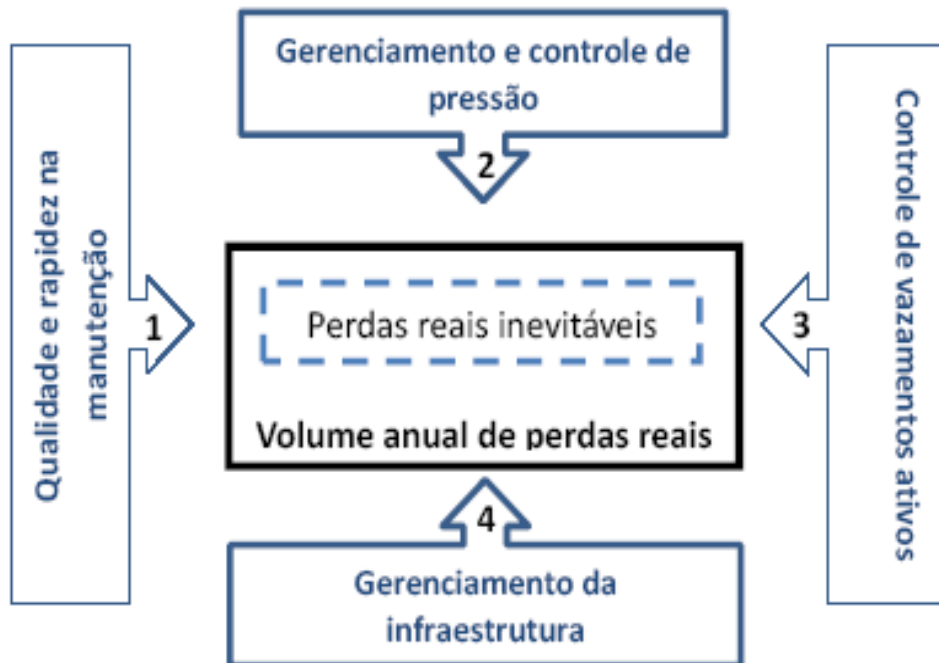 Gerenciamento e controle de
pressão
2
Qualidade e rapidez na
manutenção
1
Perdas reais inevitáveis
Volume anual de perdas reais
3
Controle de vazamentos ativos
4
Gerenciamento da
infraestrutura